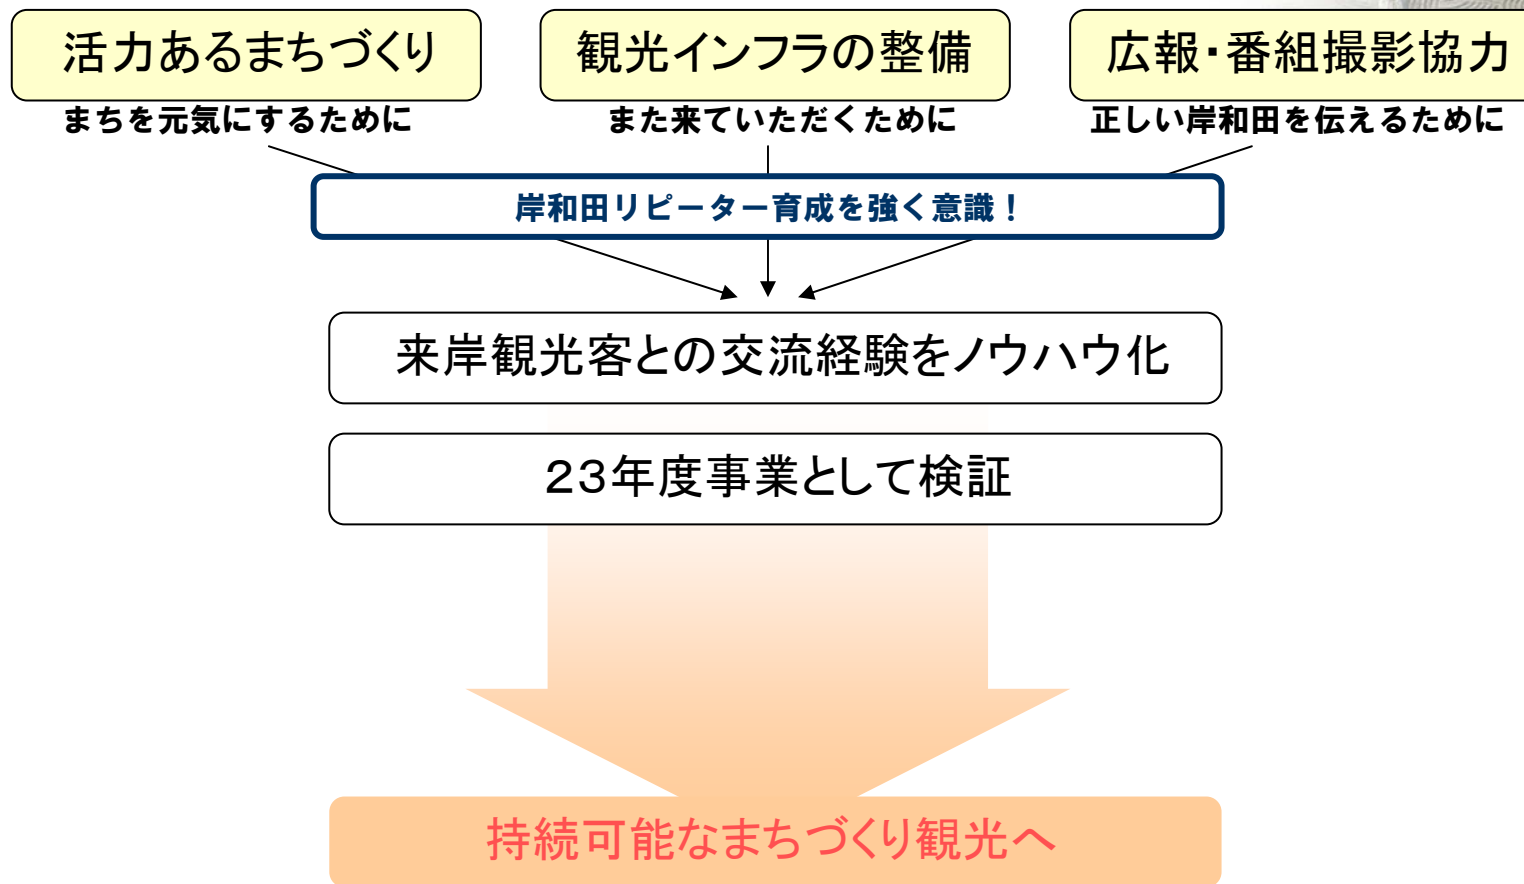 活力あるまちづくり
観光インフラの整備
広報・番組撮影協力
まちを元気にするために
また来ていただくために
正しい岸和田を伝えるために
岸和田リピーター育成を強く意識！
来岸観光客との交流経験をノウハウ化
２３年度事業として検証
持続可能なまちづくり観光へ